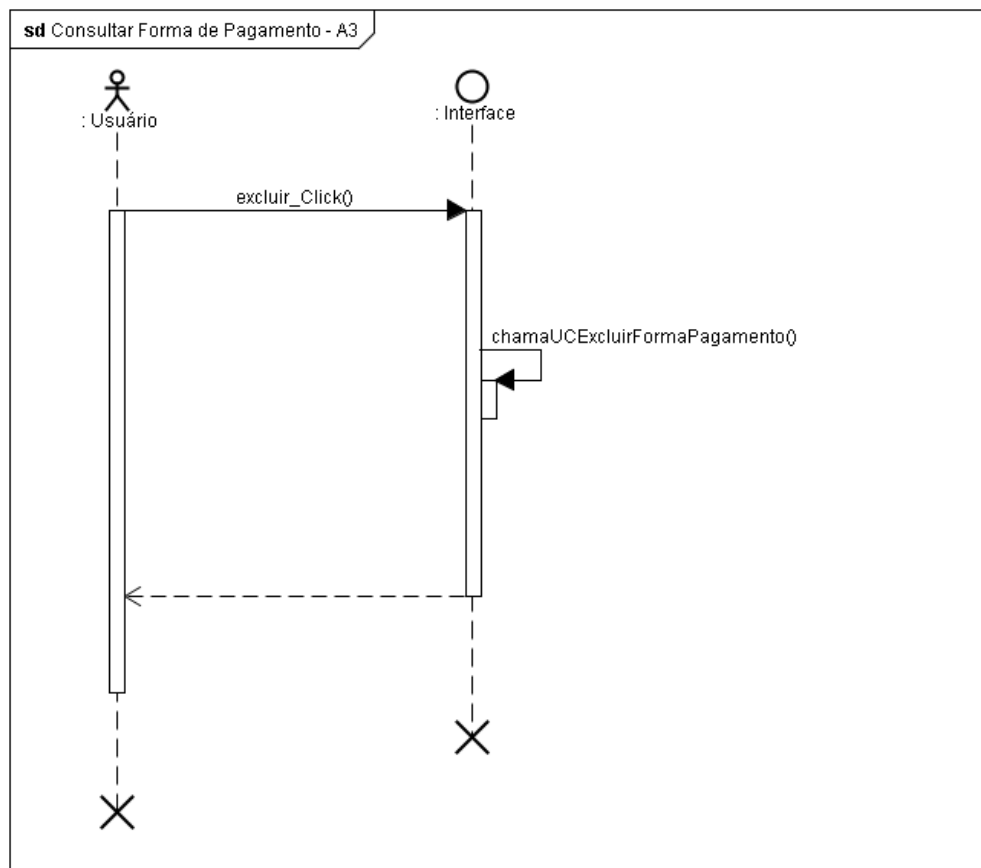 sd Consultar Forma de Pagamento - A3
: Usuário
: Interface
excluir_Click()
chamaUCExcluirFormaPagamento()